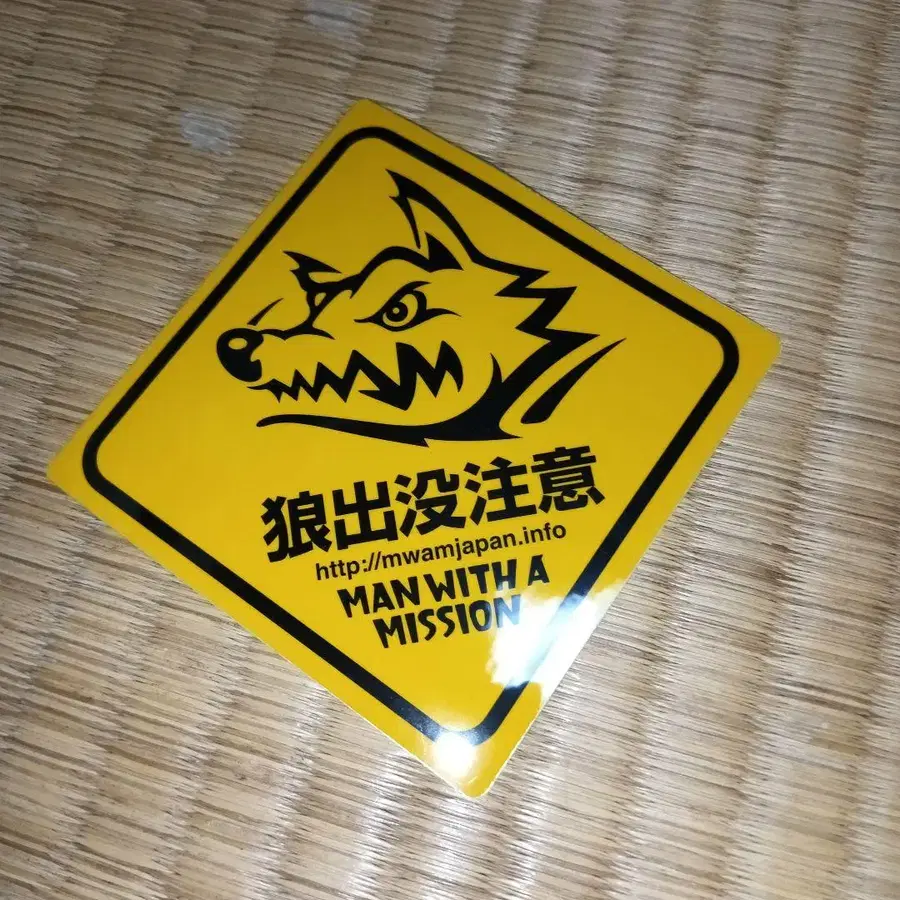 狼出没注意
http://mwamjapan.info
MAN WITH A
MISSION